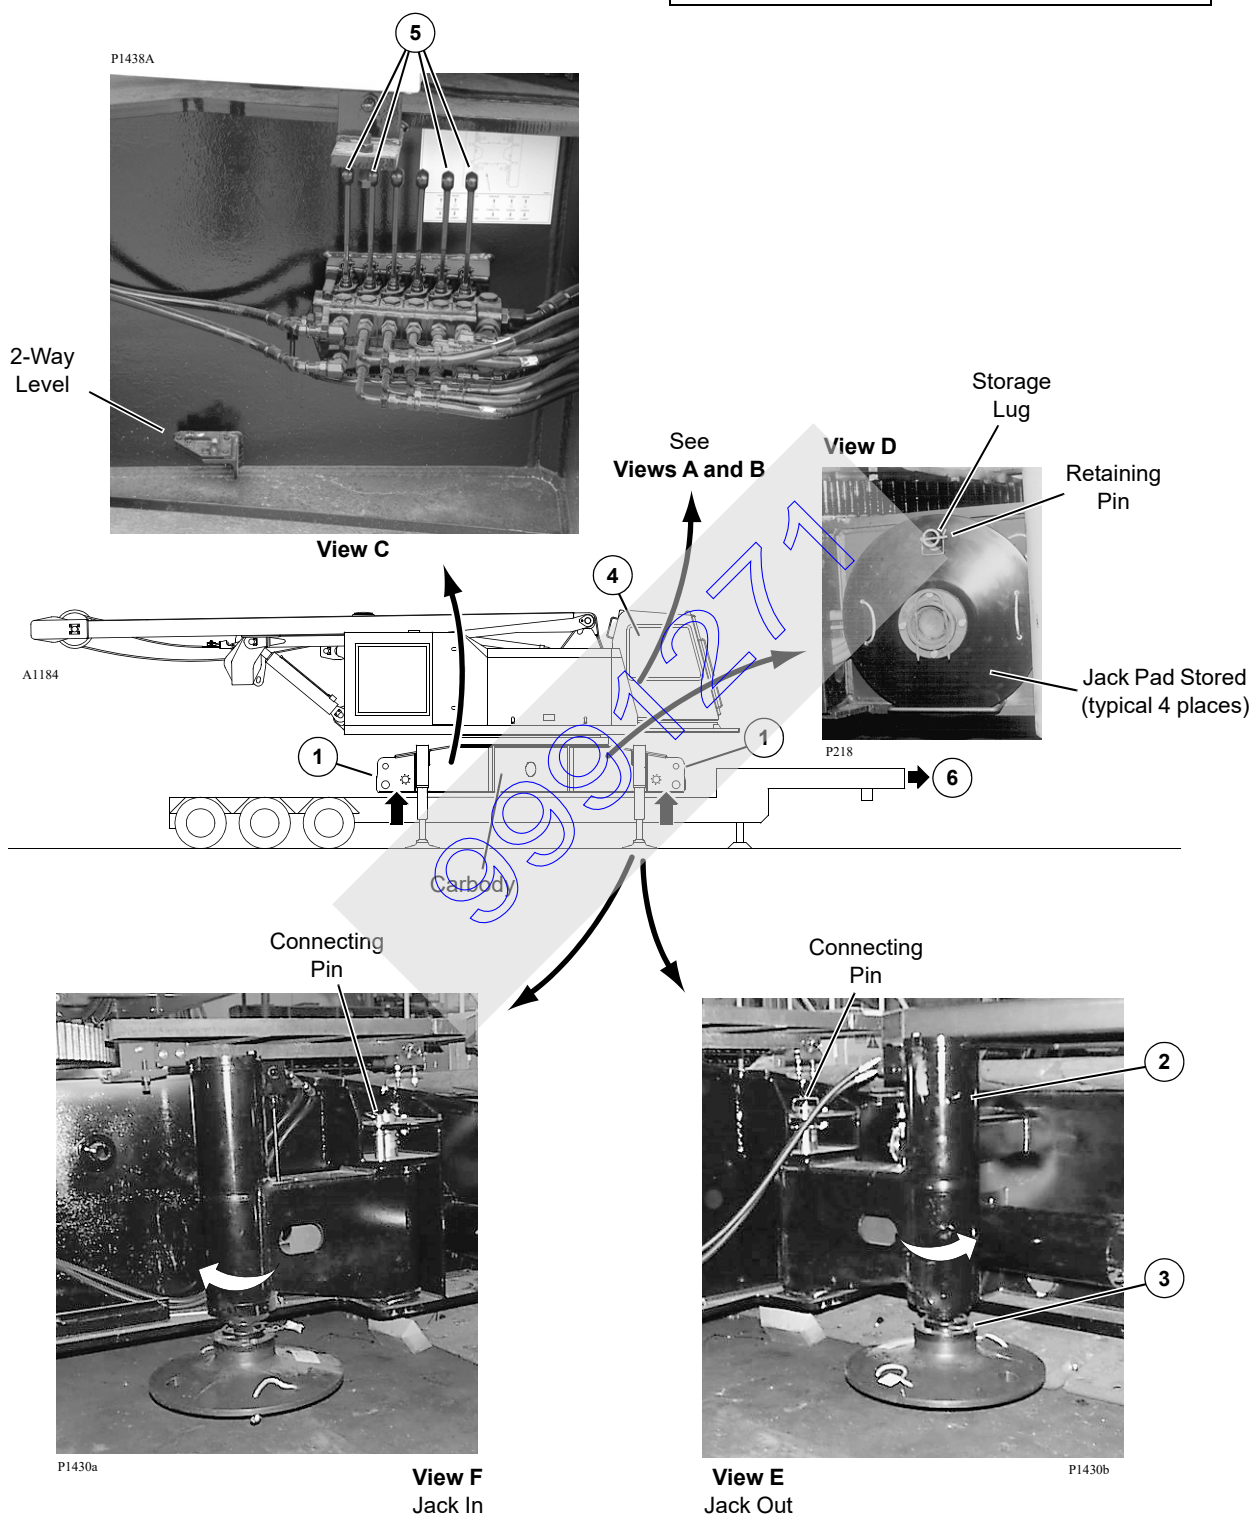 5
P1438A
2-Way
Level
View C
See
Views A and B
Storage
Lug
View D
Retaining
Pin
4
A1184
Jack Pad Stored
(typical 4 places)
P218
1
1
6
Carbody
999 1271
Connecting
Pin
Connecting
Pin
2
3
P1430a
View F
Jack In
View E
Jack Out
P1430b